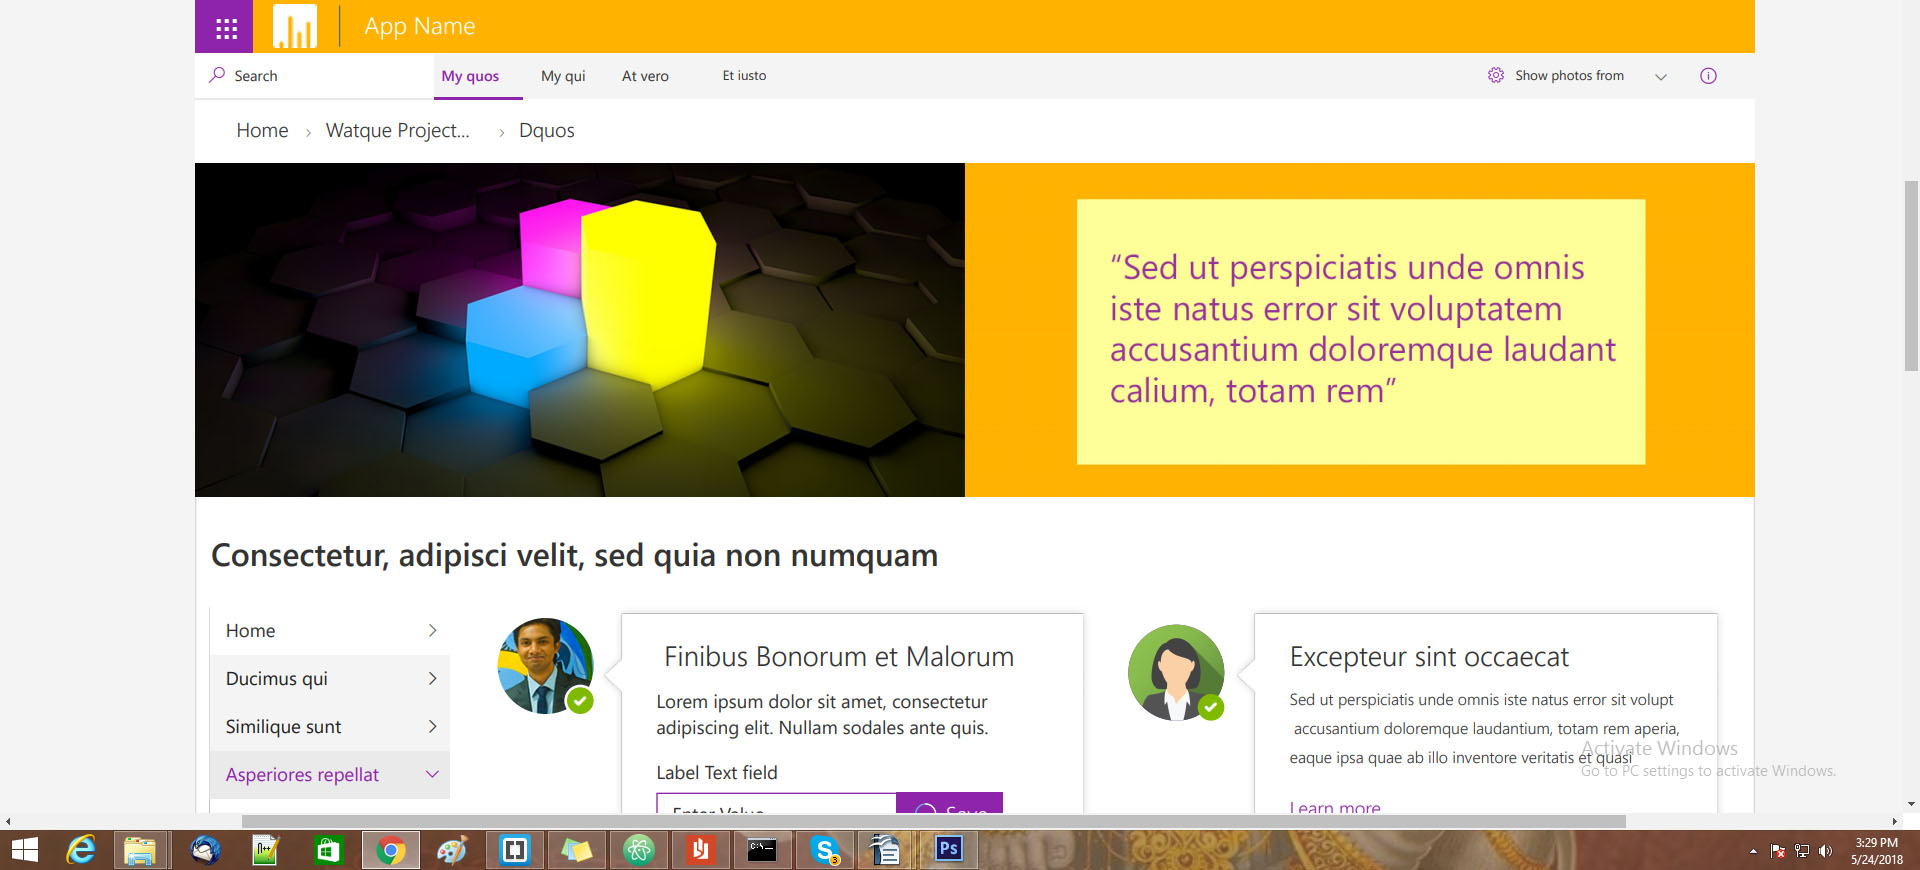 App Name
Search
My quos
My qui
At vero
Et iusto
Show photos from
Home
Watque Project...
Dquos
“Sed ut perspiciatis unde omnis
iste natus error sit voluptatem
accusantium doloremque laudant
calium, totam rem”
Consectetur, adipisci velit, sed quia non numquam
Home
Ducimus qui
Similique sunt
Asperiores repellat
Finibus Bonorum et Malorum
Lorem ipsum dolor sit amet, consectetur
adipiscing elit. Nullam sodales ante quis.
Label Text field
Enter Value
Save
Excepteur sint occaecat
Sed ut perspiciatis unde omnis iste natus error sit volupt
accusantium doloremque laudantium, totam rem aperia,
eaque ipsa quae ab illo inventore veritatis et quasi
Learn more
Activate Windows
Go to PC settings to activate Windows.
3
Ps
3:29 PM
5/24/2018